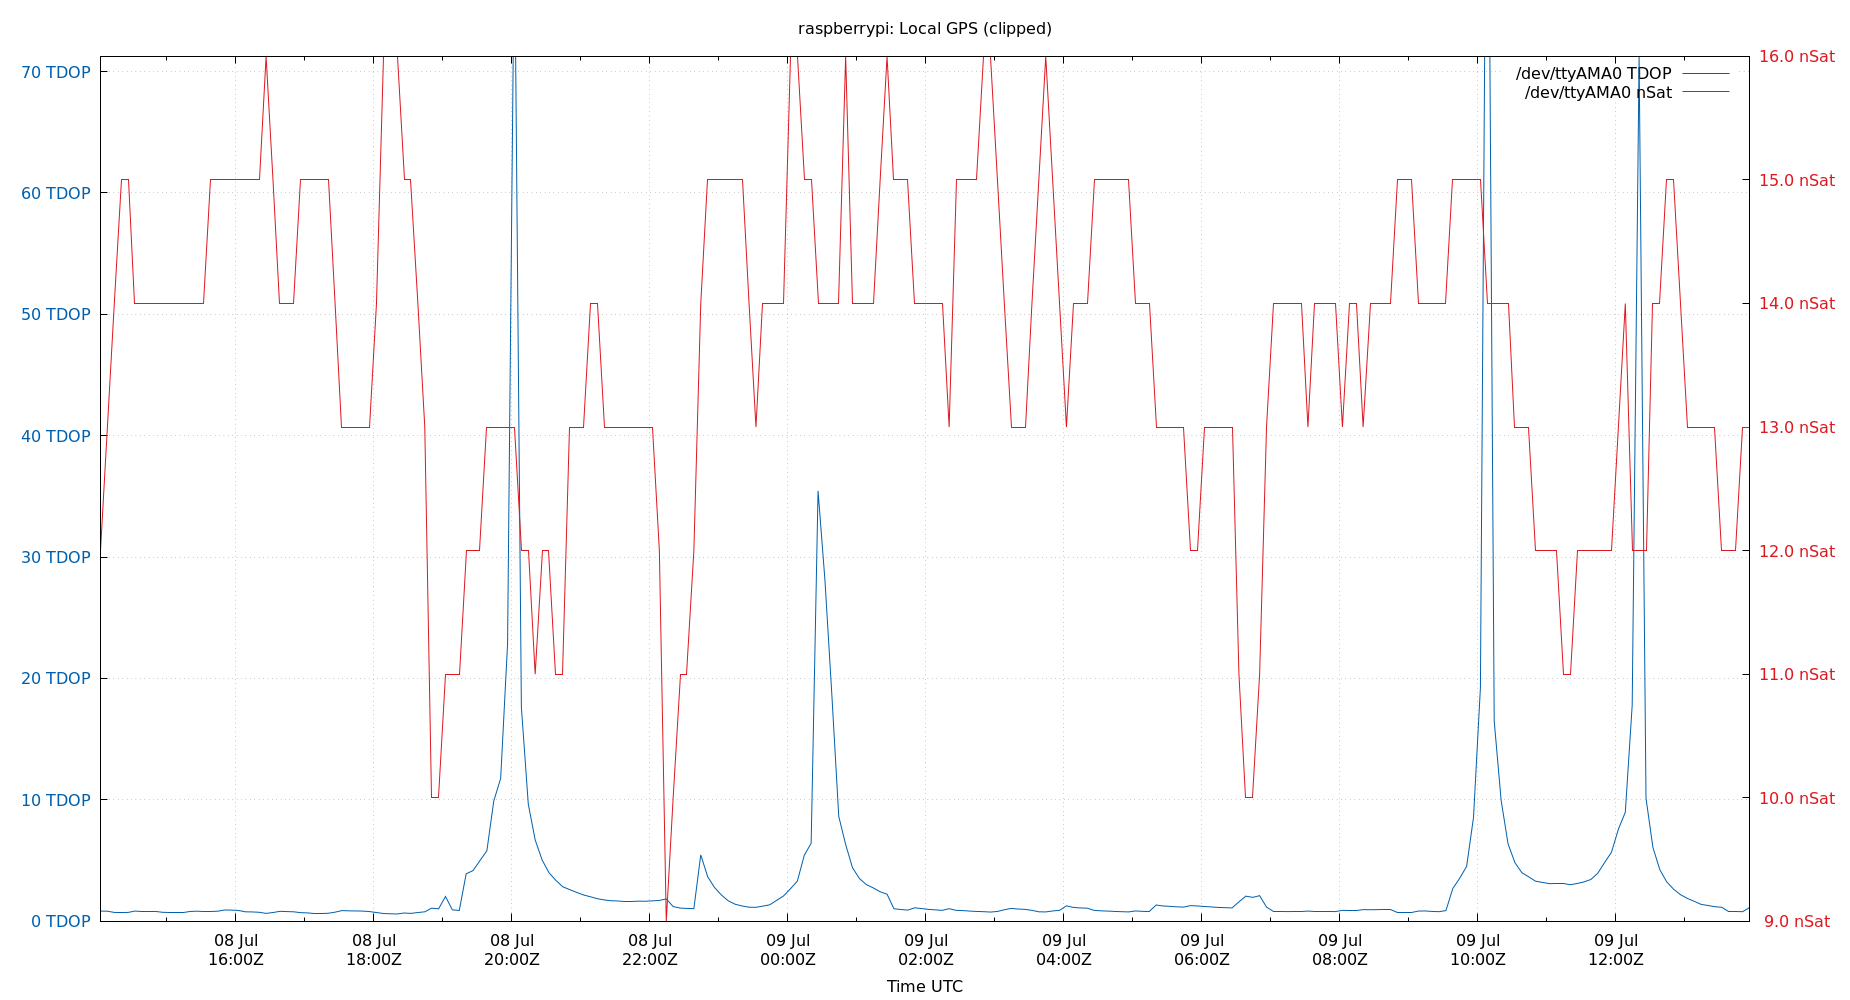 raspberrypi: Local GPS (clipped)
70 TDOP
60 TDOP
50 TDOP
40 TDOP
30 TDOP
20 TDOP
10 TDOP
0 TDOP
/dev/ttyAMA0 TDOP
/dev/ttyAMA0 nSat
16.0 nSat
15.0 nSat
14.0 nSat
13.0 nSat
12.0 nSat
11.0 nSat
10.0 nSat
9.0 nSat
08 Jul
16:00Z
08 Jul
18:00Z
08 Jul
20:00Z
08 Jul
22:00Z
09 Jul
00:00Z
09 Jul
02:00Z
09 Jul
04:00Z
09 Jul
06:00Z
09 Jul
08:00Z
09 Jul
10:00Z
09 Jul
12:00Z
Time UTC